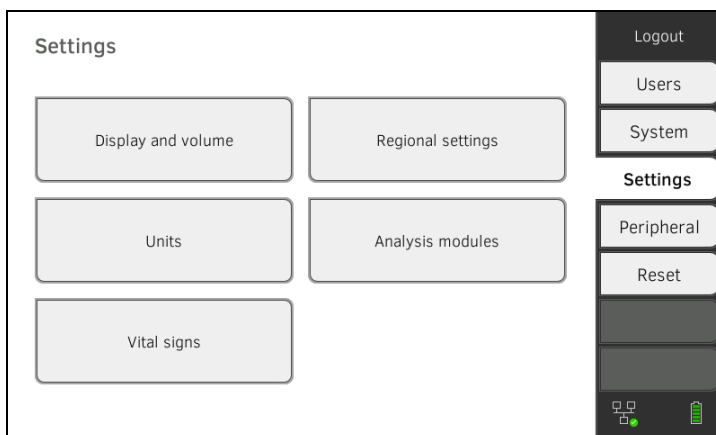 Settings
Display and volume
Regional settings
Units
Analysis modules
Vital signs
Logout
Users
System
Settings
Peripheral
Reset